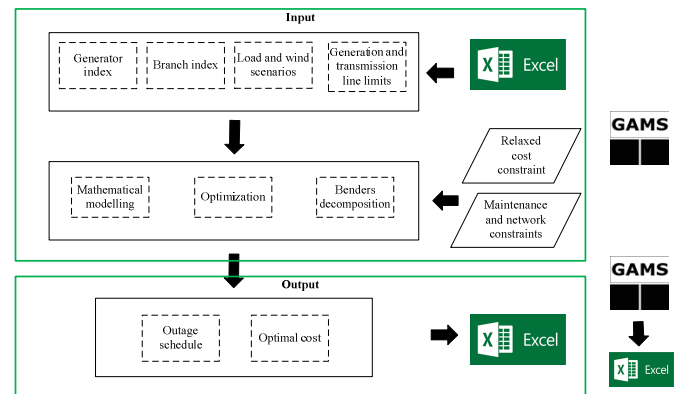 Input
Generator
index
Branch index
Load and wind
scenarios
Generation and
transmission
line limits
X
Excel
GAMS
Relaxed
cost
constraint
Mathematical
modelling
Optimization
Benders
decomposition
Maintenance
and network
constraints
GAMS
Output
Outage
schedule
Optimal cost
X
Excel
X
Excel